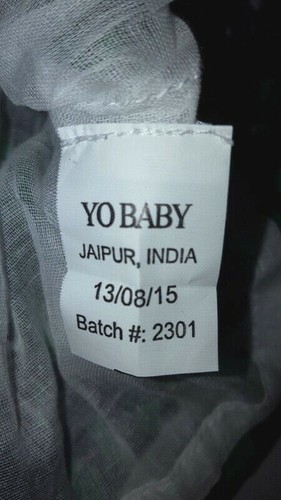 YO BABY
JAIPUR, INDIA
13/08/15
Batch #: 2301